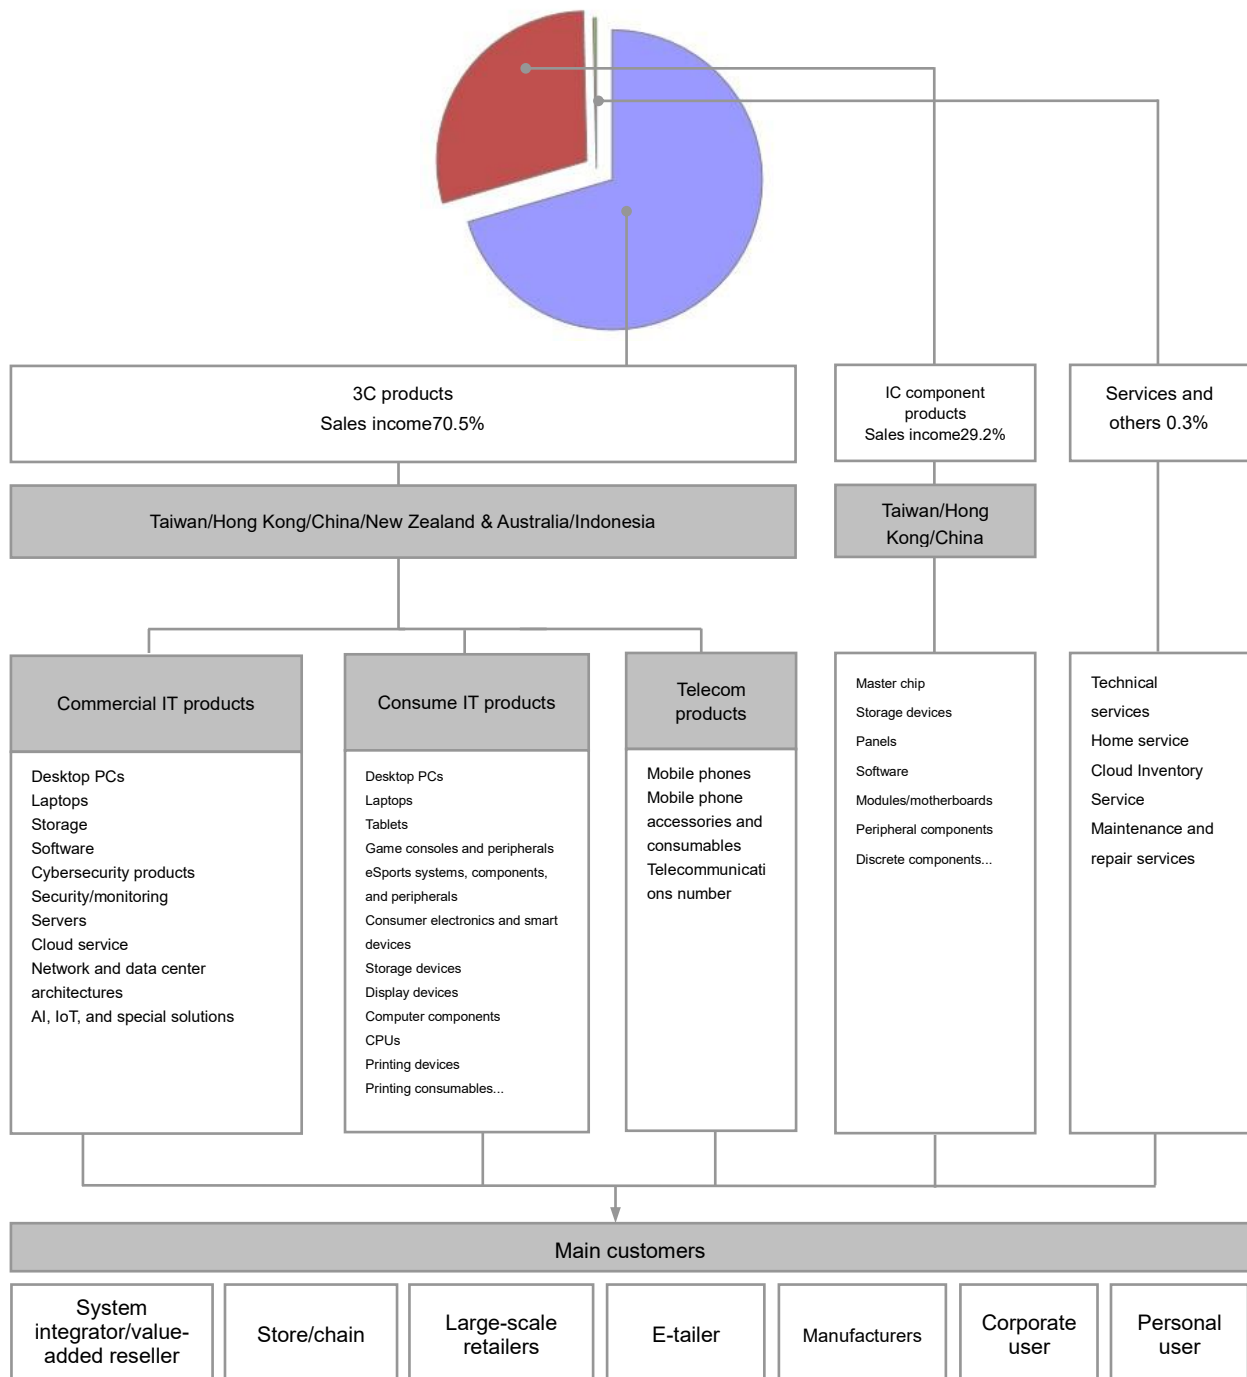 3C products
Sales income70.5%
IC component
products
Sales income29.2%
Services and
others 0.3%
Taiwan/Hong Kong/China/New Zealand & Australia/Indonesia
Taiwan/Hong
Kong/China
Commercial IT products
Desktop PCs
Laptops
Storage
Software
Cybersecurity products
Security/monitoring
Servers
Cloud service
Network and data center
architectures
AI, IoT, and special solutions
Consume IT products
Desktop PCs
Laptops
Tablets
Game consoles and peripherals
eSports systems, components,
and peripherals
Consumer electronics and smart
devices
Storage devices
Display devices
Computer components
CPUs
Printing devices
Printing consumables...
Telecom
products
Mobile phones
Mobile phone
accessories and
consumables
Telecommunicati
ons number
Master chip
Storage devices
Panels
Software
Modules/motherboards
Peripheral components
Discrete components...
Technical
services
Home service
Cloud Inventory
Service
Maintenance and
repair services
Main customers
System
integrator/value-
added reseller
Store/chain
Large-scale
retailers
E-tailer
Manufacturers
Corporate
user
Personal
user